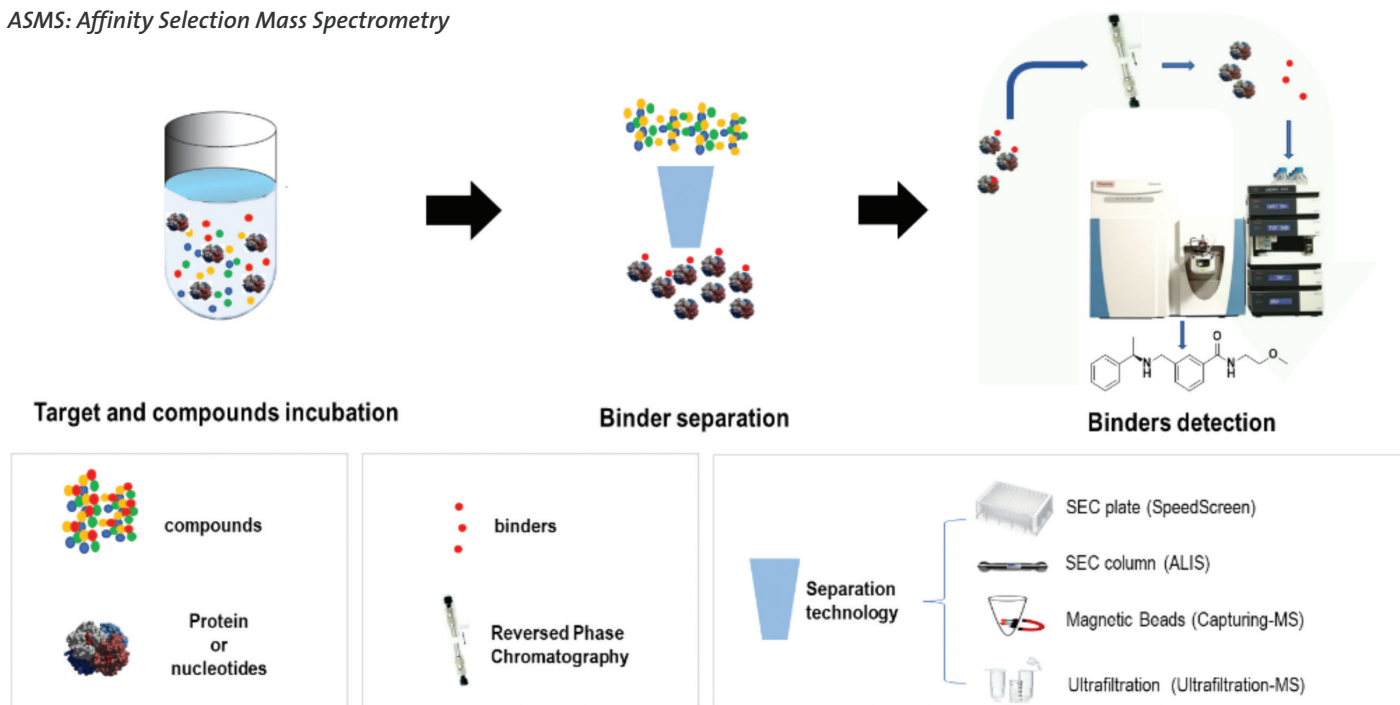 ASMS: Affinity Selection Mass Spectrometry
O
N
H
N
H
O
Target and compounds incubation
Binder separation
Binders detection
compounds
Protein
or
nucleotides
binders
Reversed Phase
Chromatography
Separation
technology
SEC plate (SpeedScreen)
SEC column (ALIS)
Magnetic Beads (Capturing-MS)
Ultrafiltration (Ultrafiltration-MS)